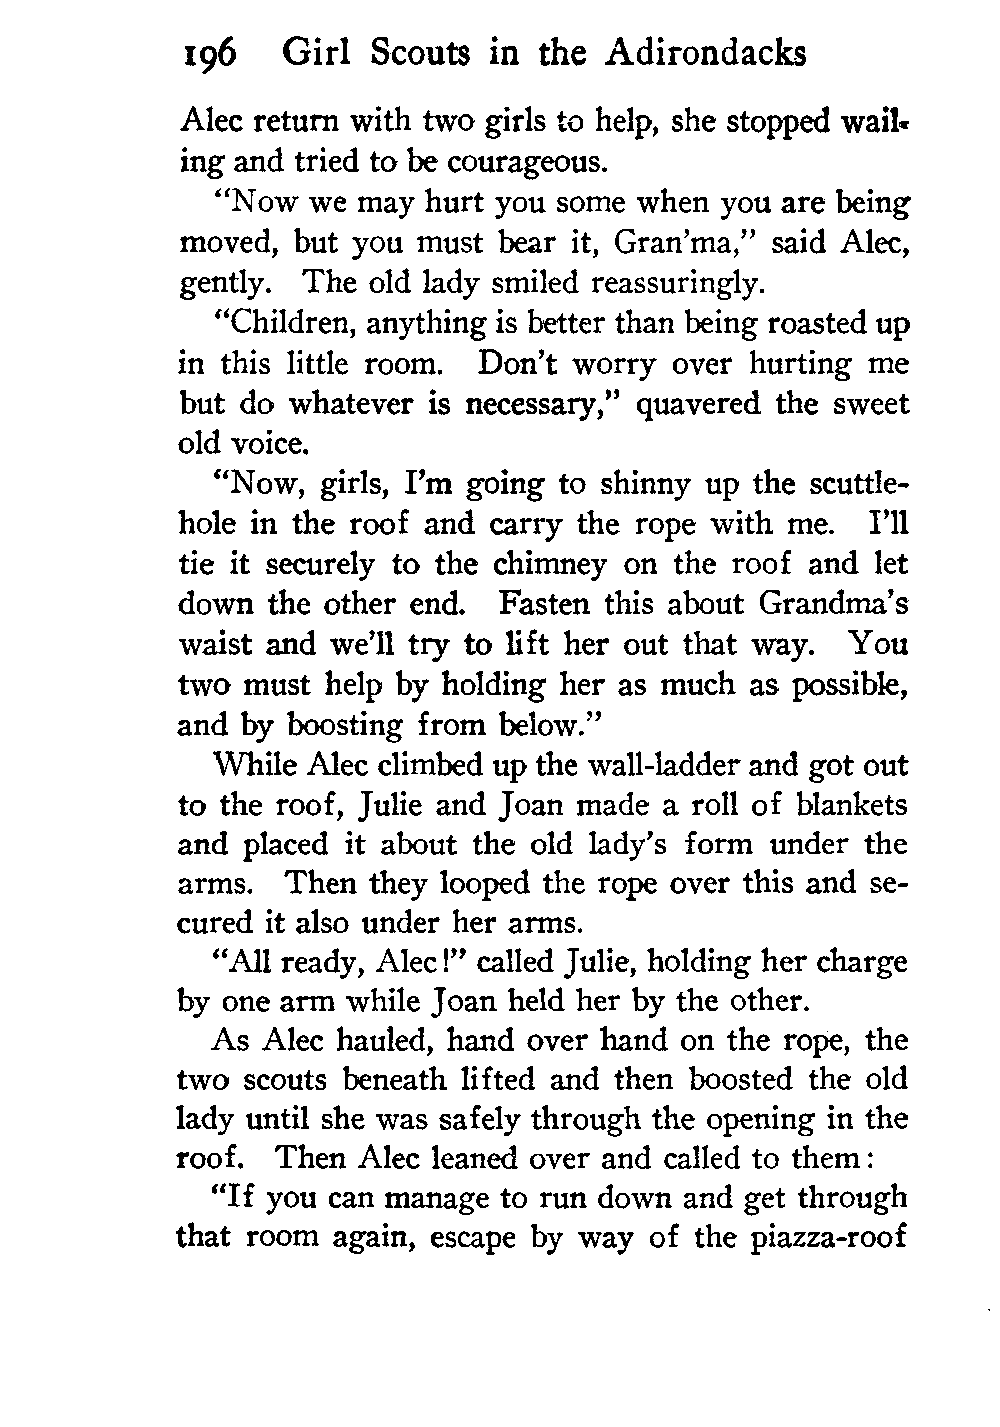 196 Girl Scouts in the Adirondacks
Alec return with two girls to help, she stopped wail-
ing and tried to be courageous.
"Now we may hurt you some when you are being
moved, but you must bear it, Gran'ma," said Alec,
gently. The old lady smiled reassuringly.
"Children, anything is better than being roasted up
in this little room. Don't worry over hurting me
but do whatever is necessary," quavered the sweet
old voice.
"Now, girls, I'm going to shinny up the scuttle-
hole in the roof and carry the rope with me. I'll
tie it securely to the chimney on the roof and let
down the other end. Fasten this about Grandma's
waist and we'll try to lift her out that way. You
two must help by holding her as much as possible,
and by boosting from below."
While Alec climbed up the wall-ladder and got out
to the roof, Julie and Joan made a roll of blankets
and placed it about the old lady's form under the
arms. Then they looped the rope over this and se-
cured it also under her arms.
"All ready, Alec!" called Julie, holding her charge
by one arm while Joan held her by the other.
As Alec hauled, hand over hand on the rope, the
two scouts beneath lifted and then boosted the old
lady until she was safely through the opening in the
roof. Then Alec leaned over and called to them:
"If you can manage to run down and get through
that room again, escape by way of the piazza-roof